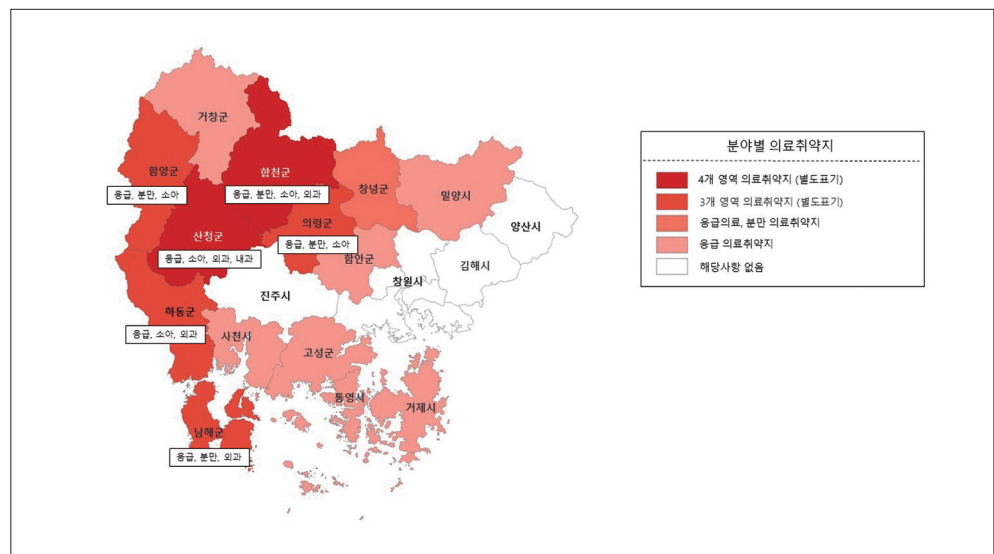 분야별 의료취약지
4개 영역 의료취약지 (별도표기)
3개 영역 의료취약지 (별도표기)
응급의료, 분만 의료취약지
응급 의료취약지
해당사항 없음
거창군
함양군
응급, 분만, 소아
합천군
응급, 분만, 소아, 외과
창녕군
밀양시
양산시
산청군
응급, 소아, 외과, 내과
의령군
응급, 분만, 소아
함안군
창원시
김해시
진주시
하동군
응급, 소아, 외과
사천시
고성군
통영시
거제시
남해군
응급, 분만, 외과